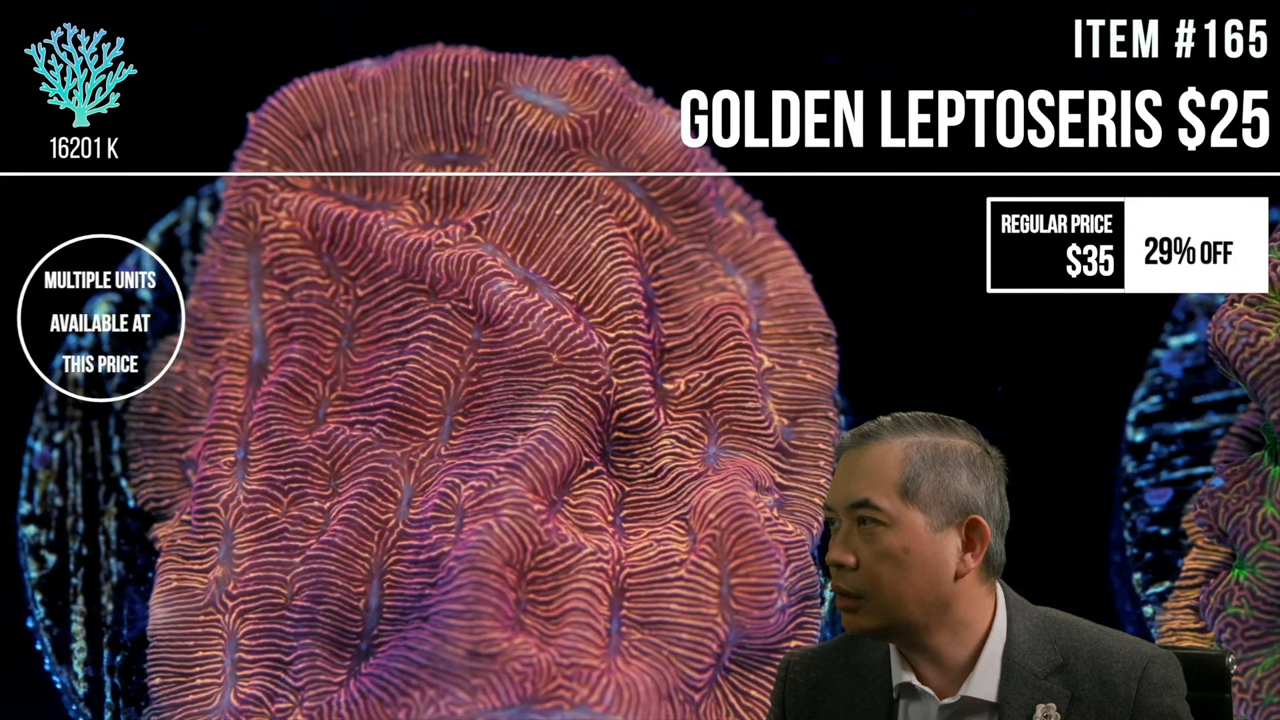 ITEM #165
GOLDEN LEPTOSERIS $25
16201 K
REGULAR PRICE
$35
29% OFF
MULTIPLE UNITS
AVAILABLE AT
THIS PRICE